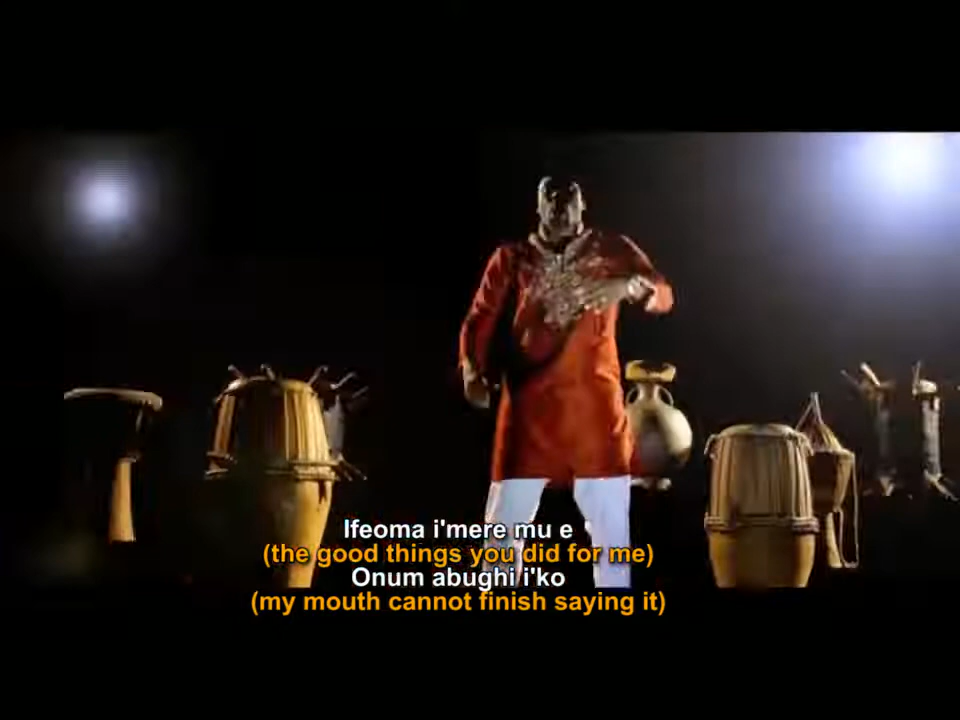 Ifeoma i'mere mu e
(the good things you did for me)
Onum abughi i'ko
(my mouth cannot finish saying it)